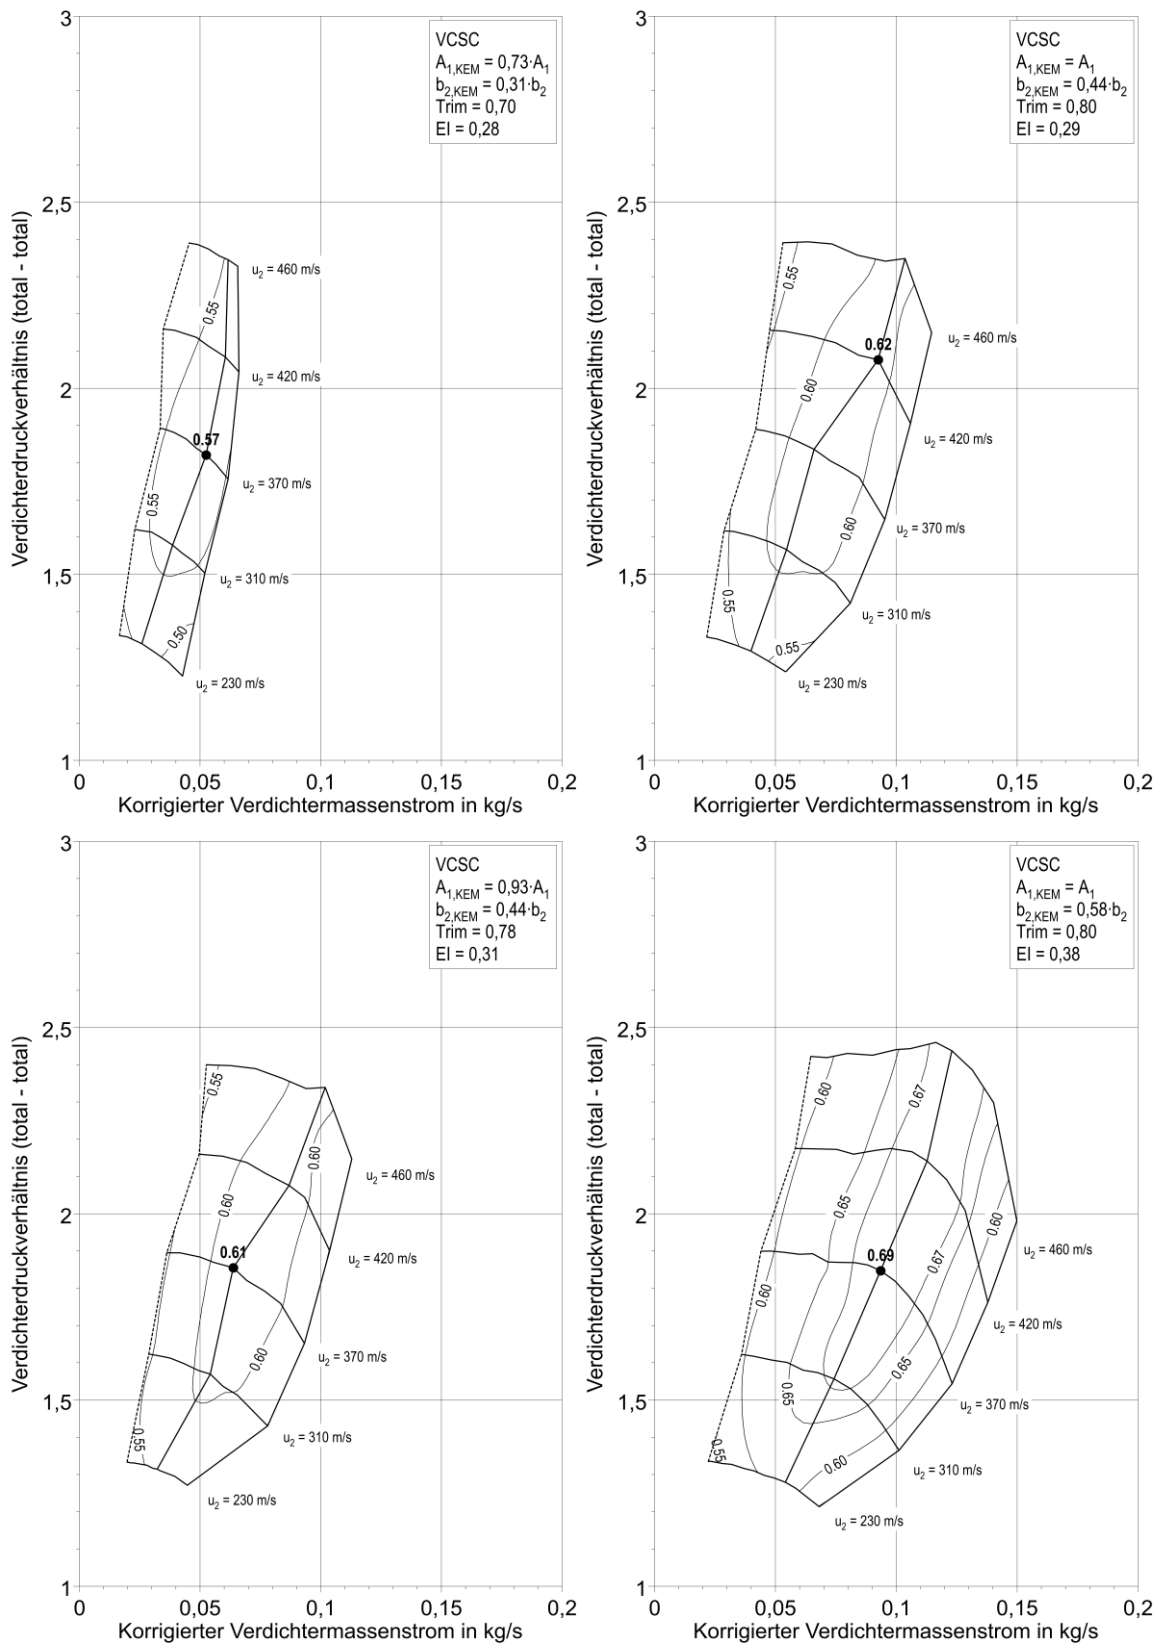 3
VCSC
A1,KEM = 0,73·A1
b2,KEM = 0,31·b2
Trim = 0,70
EI = 0,28
2,5
Verdichterdruckverhältnis (total - total)
u2 = 460 m/s
0.55
u2 = 420 m/s
2
0.57
u2 = 370 m/s
0.55
1,5
u2 = 310 m/s
0.50
u2 = 230 m/s
1
0 0,05 0,1 0,15 0,2
Korrigierter Verdichtermassenstrom in kg/s
3
VCSC
A1,KEM = A1
b2,KEM = 0,44·b2
Trim = 0,80
EI = 0,29
2,5
Verdichterdruckverhältnis (total - total)
0.55
u2 = 460 m/s
0.62
2
0.60
u2 = 420 m/s
0.60
u2 = 370 m/s
1,5
0.55
u2 = 310 m/s
0.55
u2 = 230 m/s
1
0 0,05 0,1 0,15 0,2
Korrigierter Verdichtermassenstrom in kg/s
3
VCSC
A1,KEM = 0,93·A1
b2,KEM = 0,44·b2
Trim = 0,78
EI = 0,31
2,5
Verdichterdruckverhältnis (total - total)
0.55
0.60
u2 = 460 m/s
0.60
2
0.61
u2 = 420 m/s
0.60
u2 = 370 m/s
1,5
0.55
u2 = 310 m/s
u2 = 230 m/s
1
0 0,05 0,1 0,15 0,2
Korrigierter Verdichtermassenstrom in kg/s
3
VCSC
A1,KEM = A1
b2,KEM = 0,58·b2
Trim = 0,80
EI = 0,38
2,5
Verdichterdruckverhältnis (total - total)
0.60
0.67
0.65
0.60
2
u2 = 460 m/s
0.69
0.67
0.60
u2 = 420 m/s
0.65
0.65
u2 = 370 m/s
1,5
0.55
0.60
u2 = 310 m/s
u2 = 230 m/s
1
0 0,05 0,1 0,15 0,2
Korrigierter Verdichtermassenstrom in kg/s